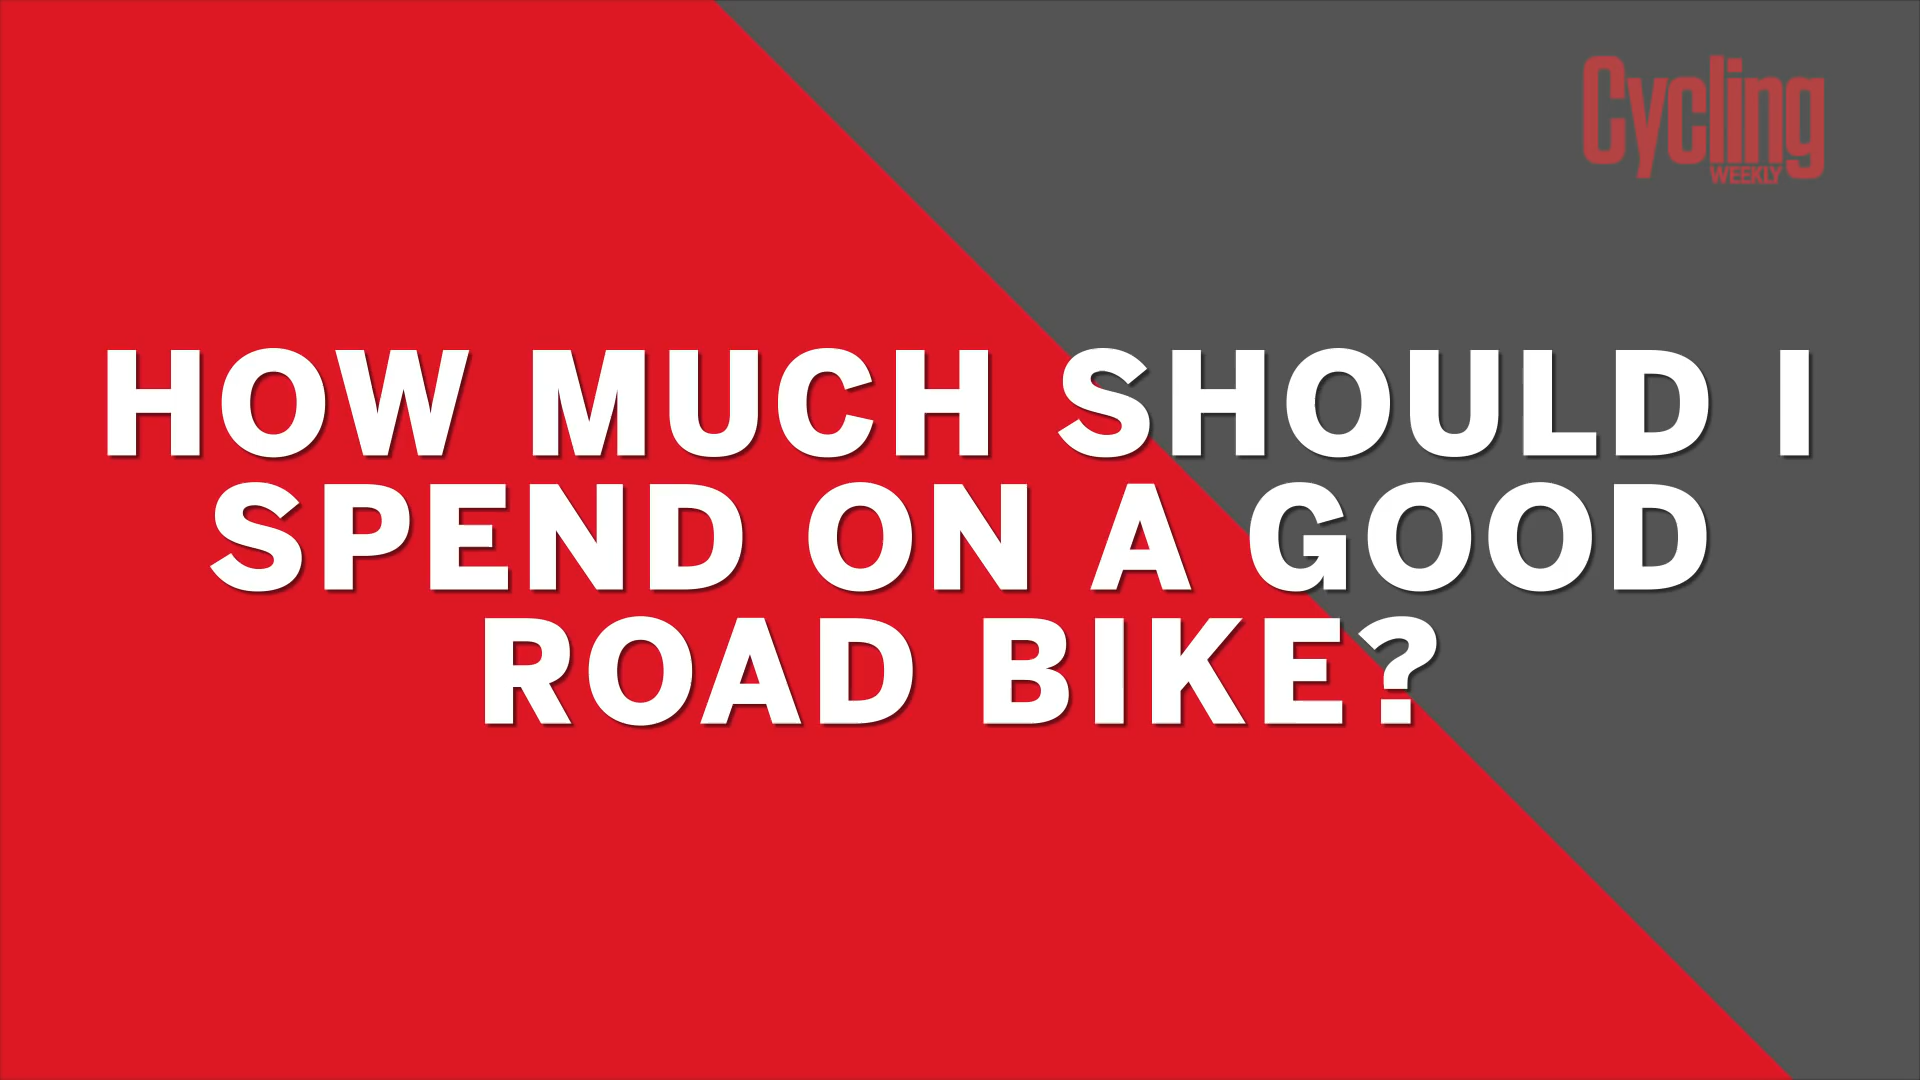 Cycling
WEEKLY
HOW MUCH SHOULD I
SPEND ON A GOOD
ROAD BIKE?